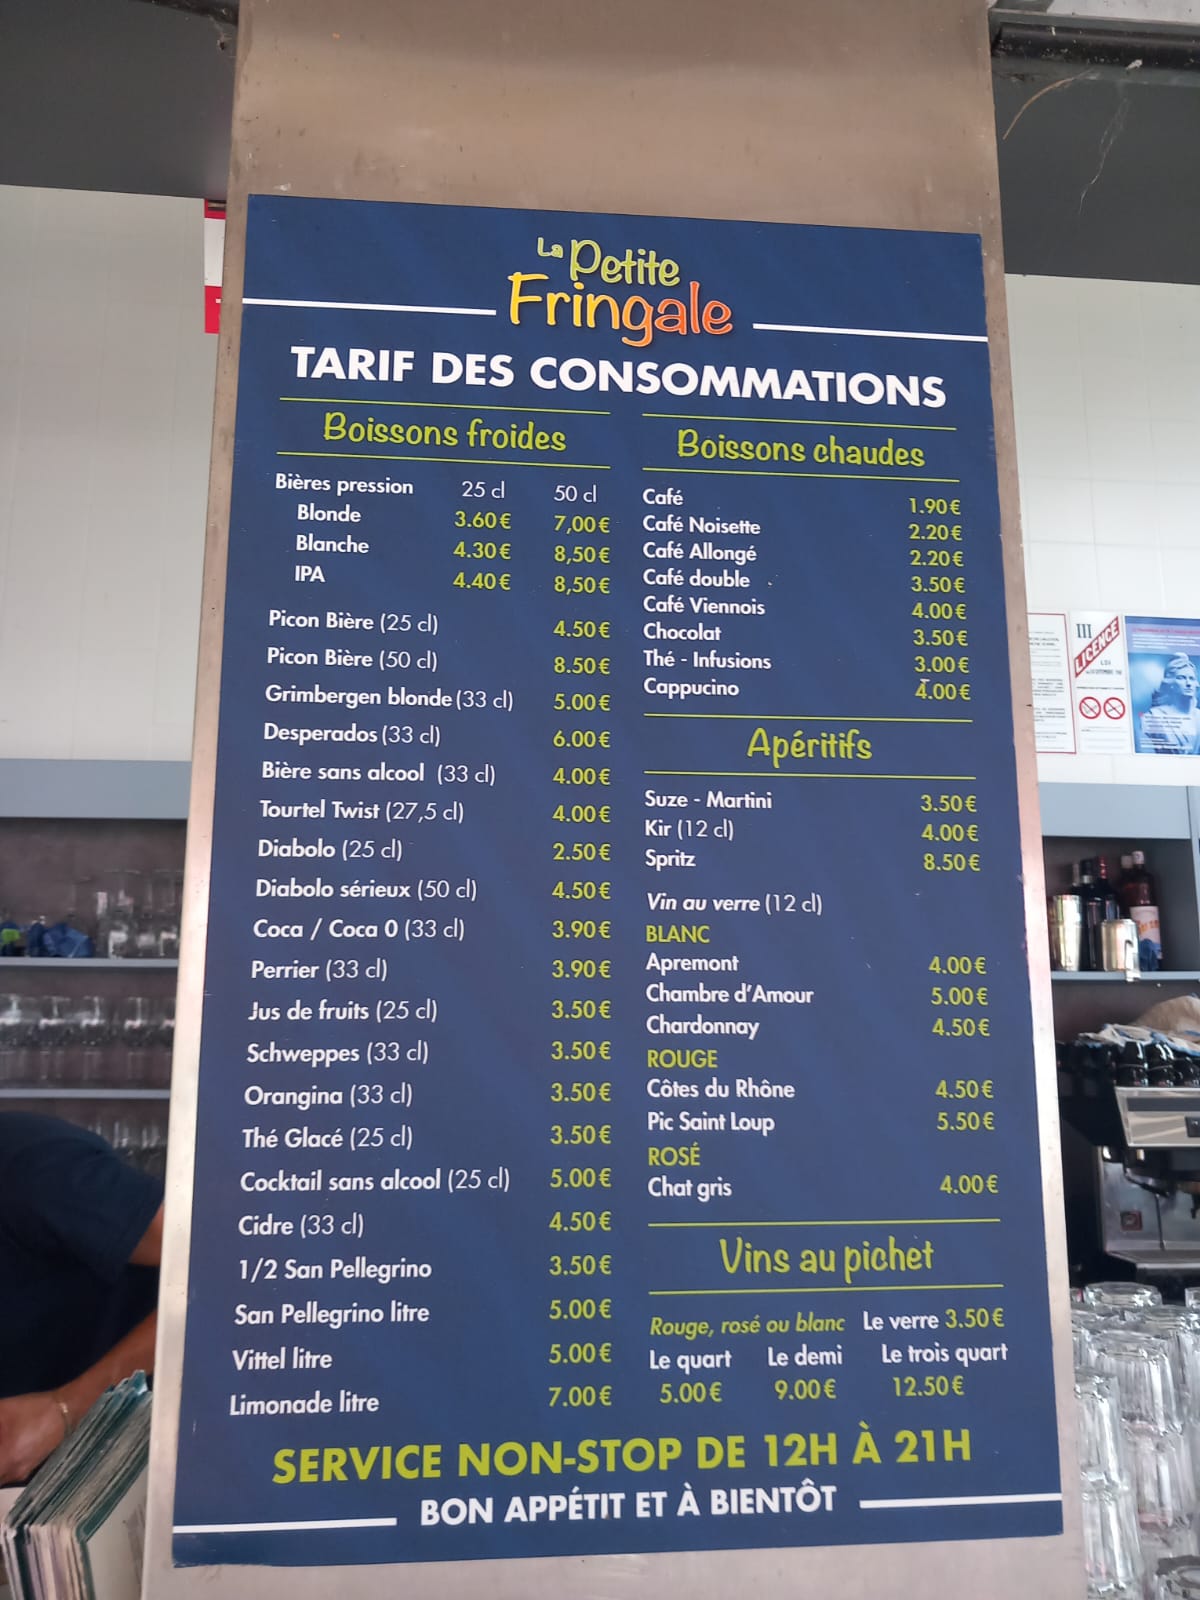 La Petite
Fringale
TARIF DES CONSOMMATIONS
Boissons froides
Bières pression 25 cl 50 cl
Blonde 3.60 € 7,00 €
Blanche 4.30 € 8,50 €
IPA 4.40 € 8,50 €
Picon Bière (25 cl) 4.50 €
Picon Bière (50 cl) 8.50 €
Grimbergen blonde (33 cl) 5.00 €
Desperados (33 cl) 6.00 €
Bière sans alcool (33 cl) 4.00 €
Tourtel Twist (27,5 cl) 4.00 €
Diabolo (25 cl) 2.50 €
Diabolo sérieux (50 cl) 4.50 €
Coca / Coca 0 (33 cl) 3.90 €
Perrier (33 cl) 3.90 €
Jus de fruits (25 cl) 3.50 €
Schweppes (33 cl) 3.50 €
Orangina (33 cl) 3.50 €
Thé Glacé (25 cl) 3.50 €
Cocktail sans alcool (25 cl) 5.00 €
Cidre (33 cl) 4.50 €
1/2 San Pellegrino 3.50 €
San Pellegrino litre 5.00 €
Vittel litre 5.00 €
Limonade litre 7.00 €
Boissons chaudes
Café 1.90 €
Café Noisette 2.20 €
Café Allongé 2.20 €
Café double 3.50 €
Café Viennois 4.00 €
Chocolat 3.50 €
Thé - Infusions 3.00 €
Cappucino 4.00 €
Apéritifs
Suze - Martini 3.50 €
Kir (12 cl) 4.00 €
Spritz 8.50 €
Vin au verre (12 cl)
BLANC
Apremont 4.00 €
Chambre d'Amour 5.00 €
Chardonnay 4.50 €
ROUGE
Côtes du Rhône 4.50 €
Pic Saint Loup 5.50 €
ROSÉ
Chat gris 4.00 €
Vins au pichet
Rouge, rosé ou blanc Le verre 3.50 €
Le quart Le demi Le trois quart
5.00 € 9.00 € 12.50 €
SERVICE NON-STOP DE 12H À 21H
BON APPÉTIT ET À BIENTÔT
III
LICENCE